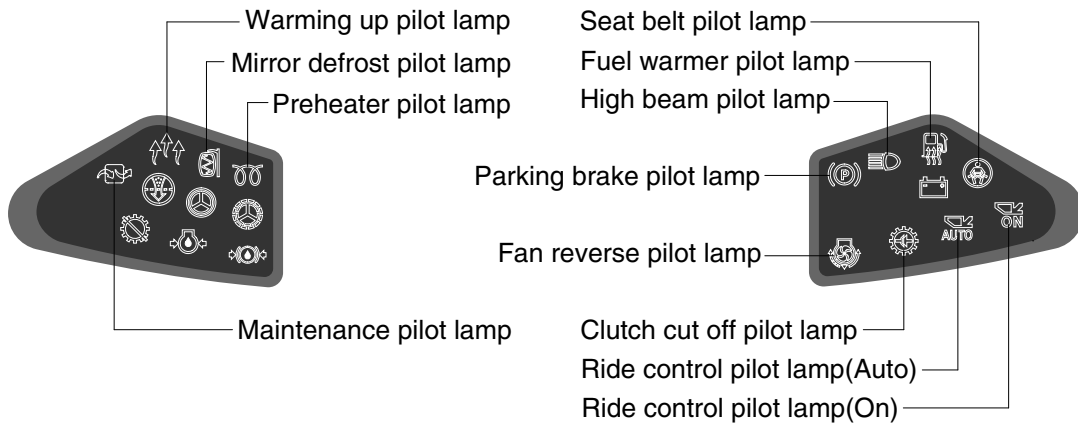 Warming up pilot lamp
Mirror defrost pilot lamp
Preheater pilot lamp
Maintenance pilot lamp
Seat belt pilot lamp
Fuel warmer pilot lamp
High beam pilot lamp
Parking brake pilot lamp
P
ON
AUTO
Fan reverse pilot lamp
Clutch cut off pilot lamp
Ride control pilot lamp(Auto)
Ride control pilot lamp(On)